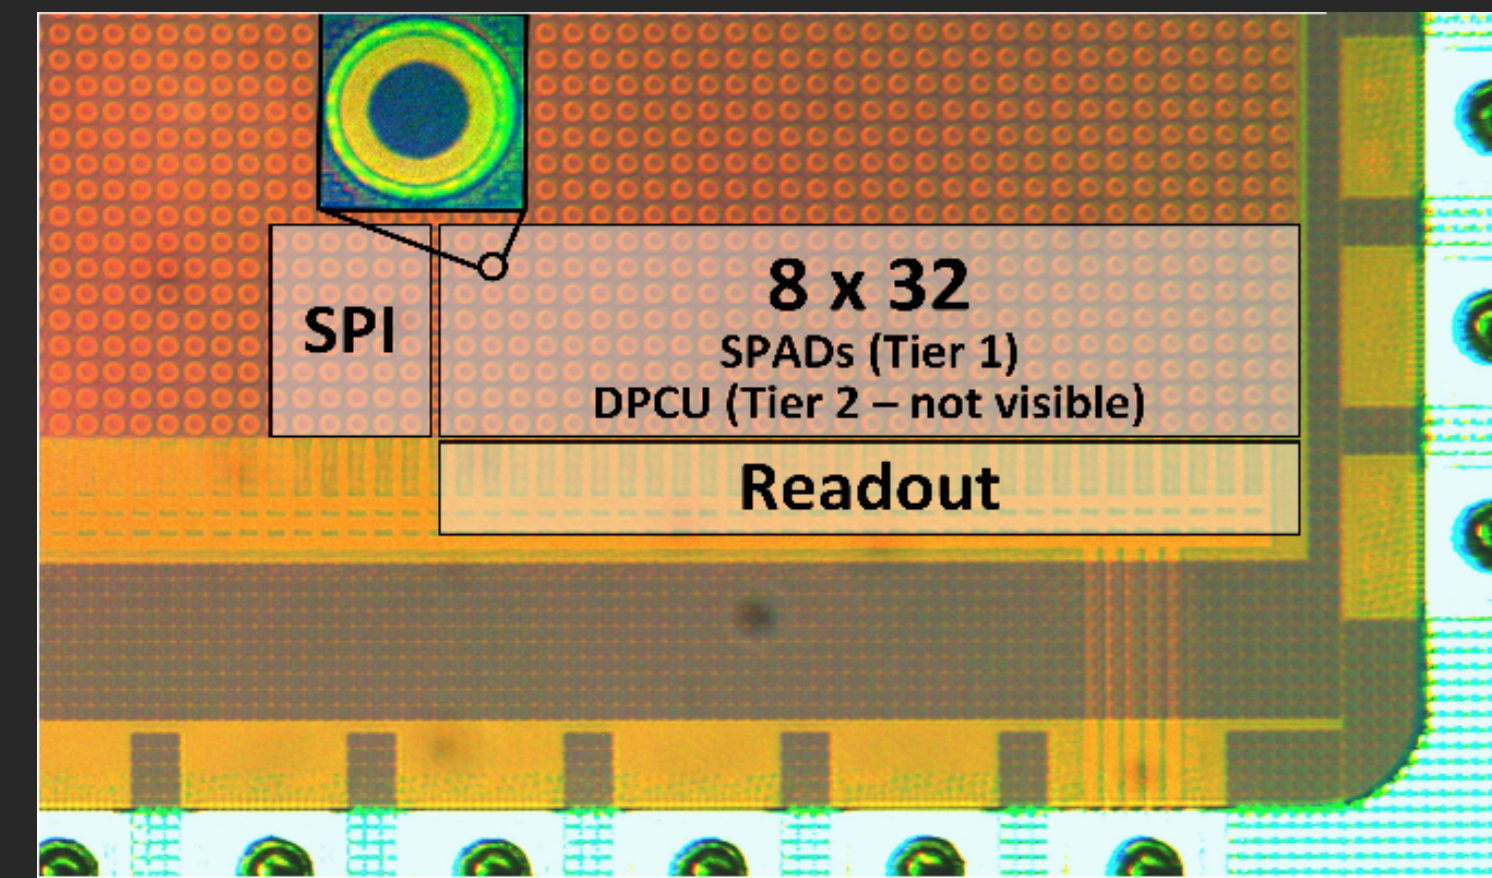 SPI
8 x 32
SPADs (Tier 1)
DPCU (Tier 2 – not visible)
Readout